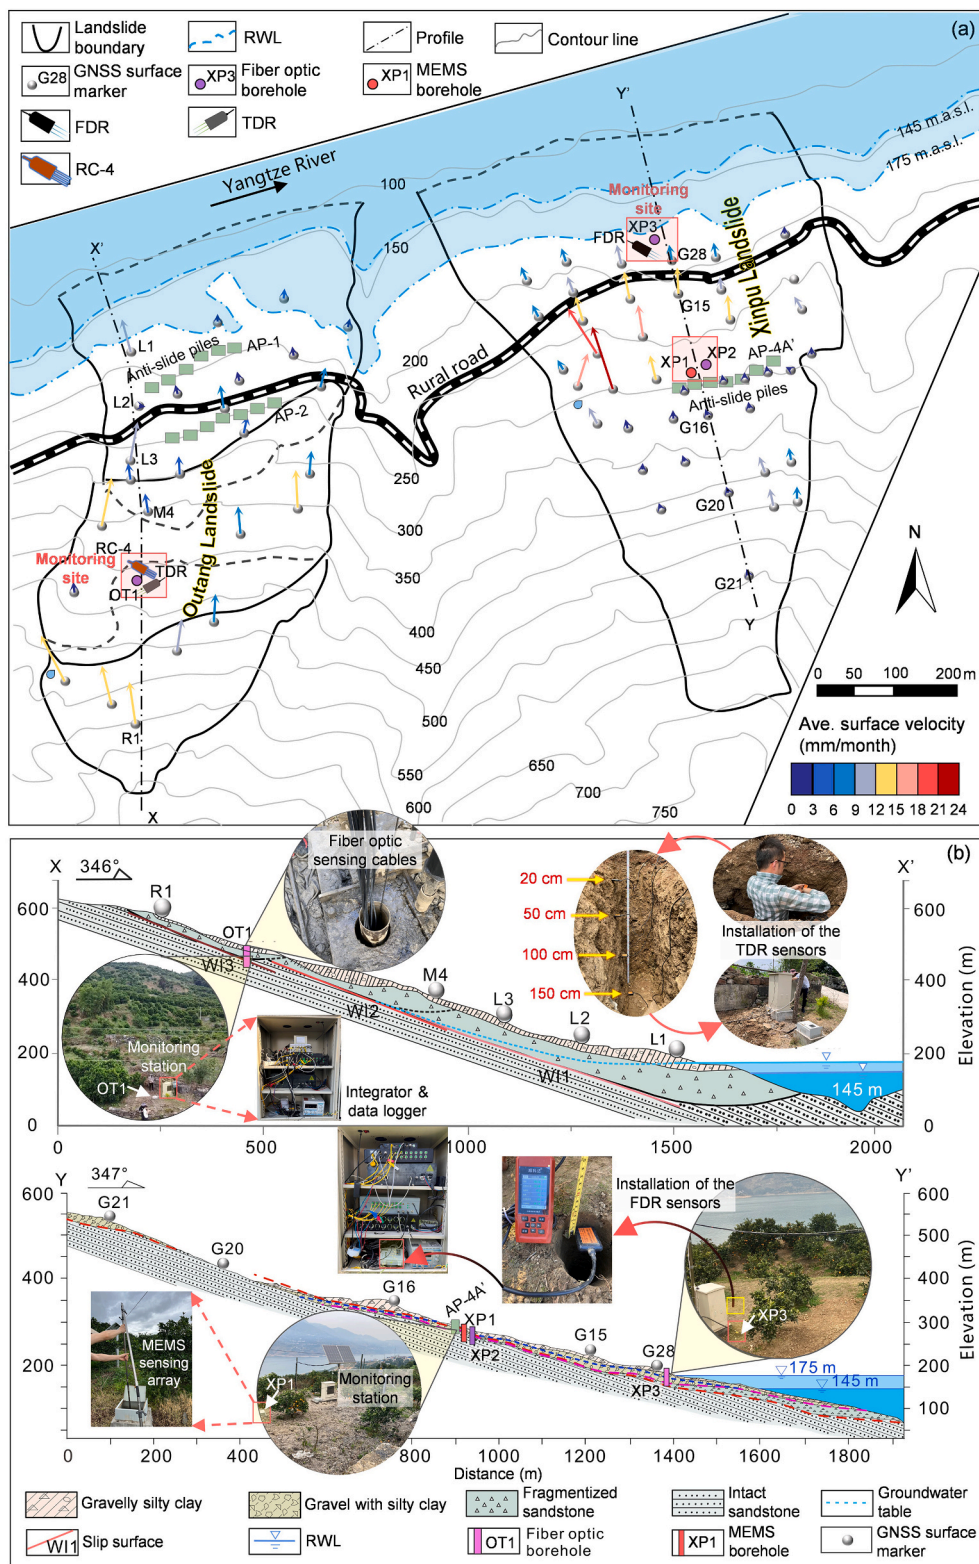 (a)
Landslide
boundary
RWL
Profile
Contour line
G28
GNSS surface
marker
XP3
Fiber optic
borehole
XP1
MEMS
borehole
FDR
TDR
RC-4
Yangtze River
145 m.a.s.l.
175 m.a.s.l.
Y'
X'
100
150
Monitoring
site
XP3
FDR
G28
G15
Xinpu Landslide
L1
Anti-slide piles
AP-1
200
Rural road
XP1
XP2
AP-4A'
Anti-slide piles
L2
AP-2
G16
L3
250
M4
300
G20
Outang Landslide
RC-4
TDR
Monitoring
site
OT1
350
G21
N
400
Y
450
R1
500
550
600
650
700
750
X
0 50 100 200 m
Ave. surface velocity
(mm/month)
0 3 6 9 12 15 18 21 24
(b)
X
346°
X'
R1
Fiber optic
sensing cables
20 cm
50 cm
100 cm
150 cm
Installation of the
TDR sensors
OT1
WI3
M4
L3
L2
L1
WI2
WI1
Monitoring
station
OT1
Integrator &
data logger
145 m
600
400
200
0
600
400
200
0
Elevation (m)
0 500 1000 1500 2000
Y
347°
Y'
G21
G20
G16
AP-4A'
XP1
XP2
G15
G28
XP3
Installation of the
FDR sensors
XP3
MEMS
sensing
array
XP1
Monitoring
station
175 m
145 m
600
500
400
300
200
100
600
500
400
300
200
100
Elevation (m)
0 200 400 600 800 1000 1200 1400 1600 1800
Distance (m)
Gravelly silty clay
Gravel with silty clay
Fragmentized
sandstone
Intact
sandstone
Groundwater
table
WI1
Slip surface
RWL
OT1
Fiber optic
borehole
XP1
MEMS
borehole
GNSS surface
marker